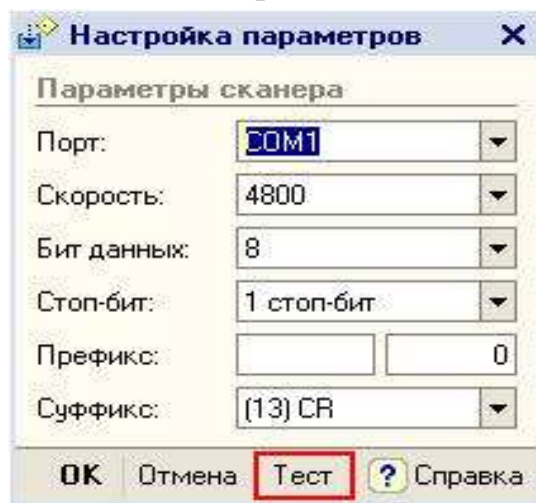 Настройка параметров
Параметры сканера
Порт: COM1
Скорость: 4800
Бит данных: 8
Стоп-бит: 1 стоп-бит
Префикс: 0
Суффикс: (13) CR
OK Отмена Тест ? Справка